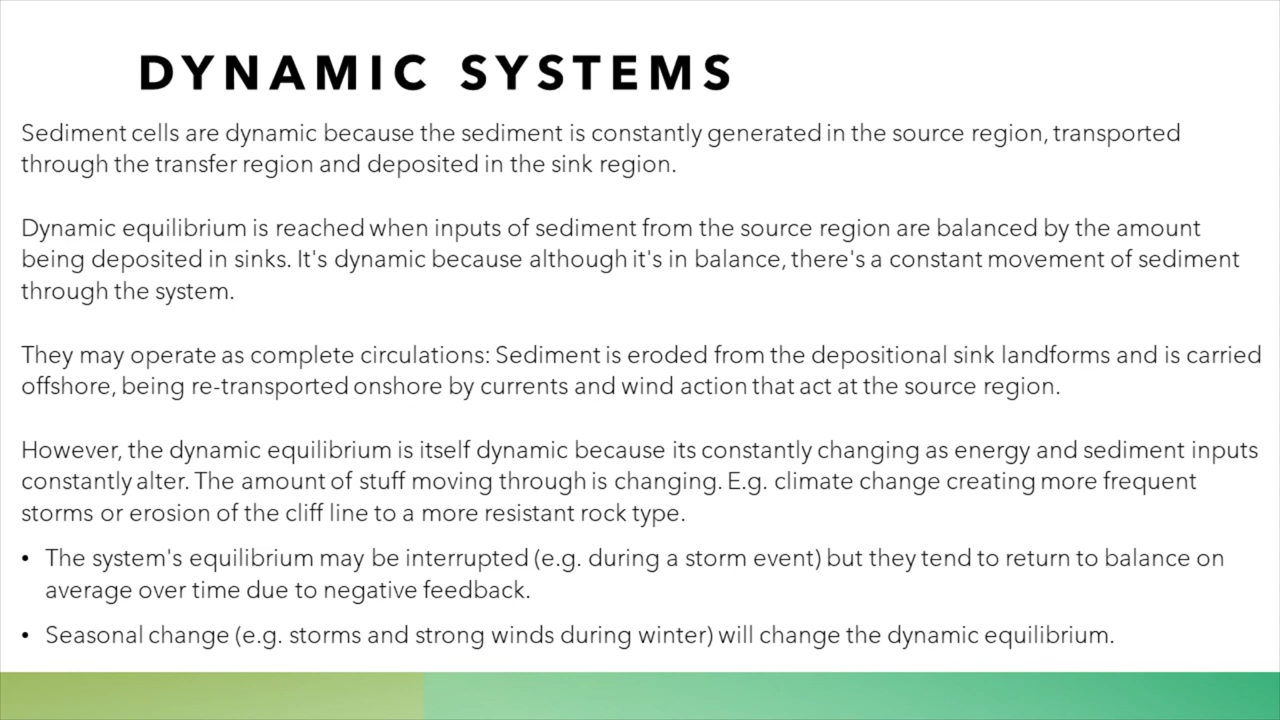 DYNAMIC SYSTEMS
Sediment cells are dynamic because the sediment is constantly generated in the source region, transported
through the transfer region and deposited in the sink region.
Dynamic equilibrium is reached when inputs of sediment from the source region are balanced by the amount
being deposited in sinks. It's dynamic because although it's in balance, there's a constant movement of sediment
through the system.
They may operate as complete circulations: Sediment is eroded from the depositional sink landforms and is carried
offshore, being re-transported onshore by currents and wind action that act at the source region.
However, the dynamic equilibrium is itself dynamic because its constantly changing as energy and sediment inputs
constantly alter. The amount of stuff moving through is changing. E.g. climate change creating more frequent
storms or erosion of the cliff line to a more resistant rock type.
• The system's equilibrium may be interrupted (e.g. during a storm event) but they tend to return to balance on
average over time due to negative feedback.
• Seasonal change (e.g. storms and strong winds during winter) will change the dynamic equilibrium.